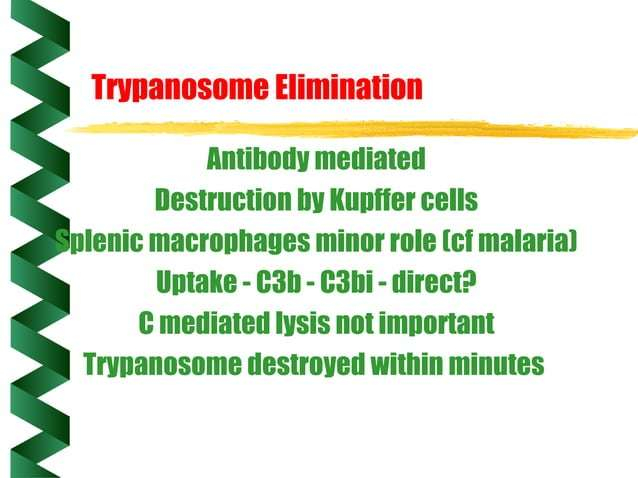 Trypanosome Elimination
Antibody mediated
Destruction by Kupffer cells
Splenic macrophages minor role (cf malaria)
Uptake - C3b - C3bi - direct?
C mediated lysis not important
Trypanosome destroyed within minutes